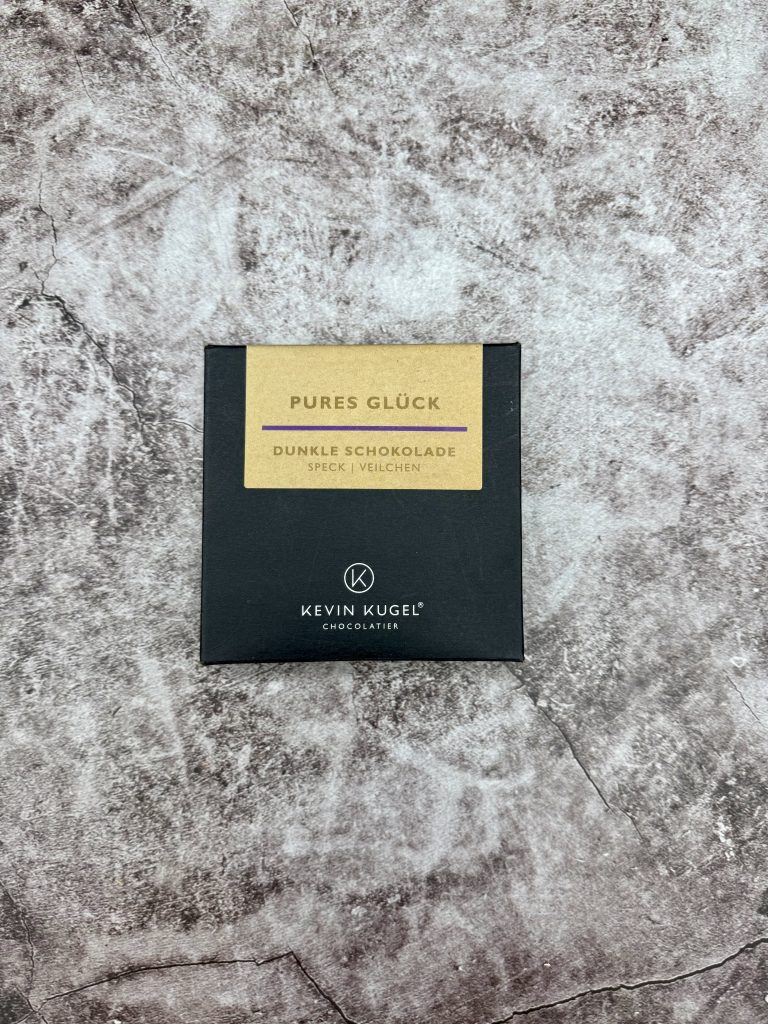 PURES GLÜCK
DUNKLE SCHOKOLADE
SPECK | VEILCHEN
K
KEVIN KUGEL®
CHOCOLATIER